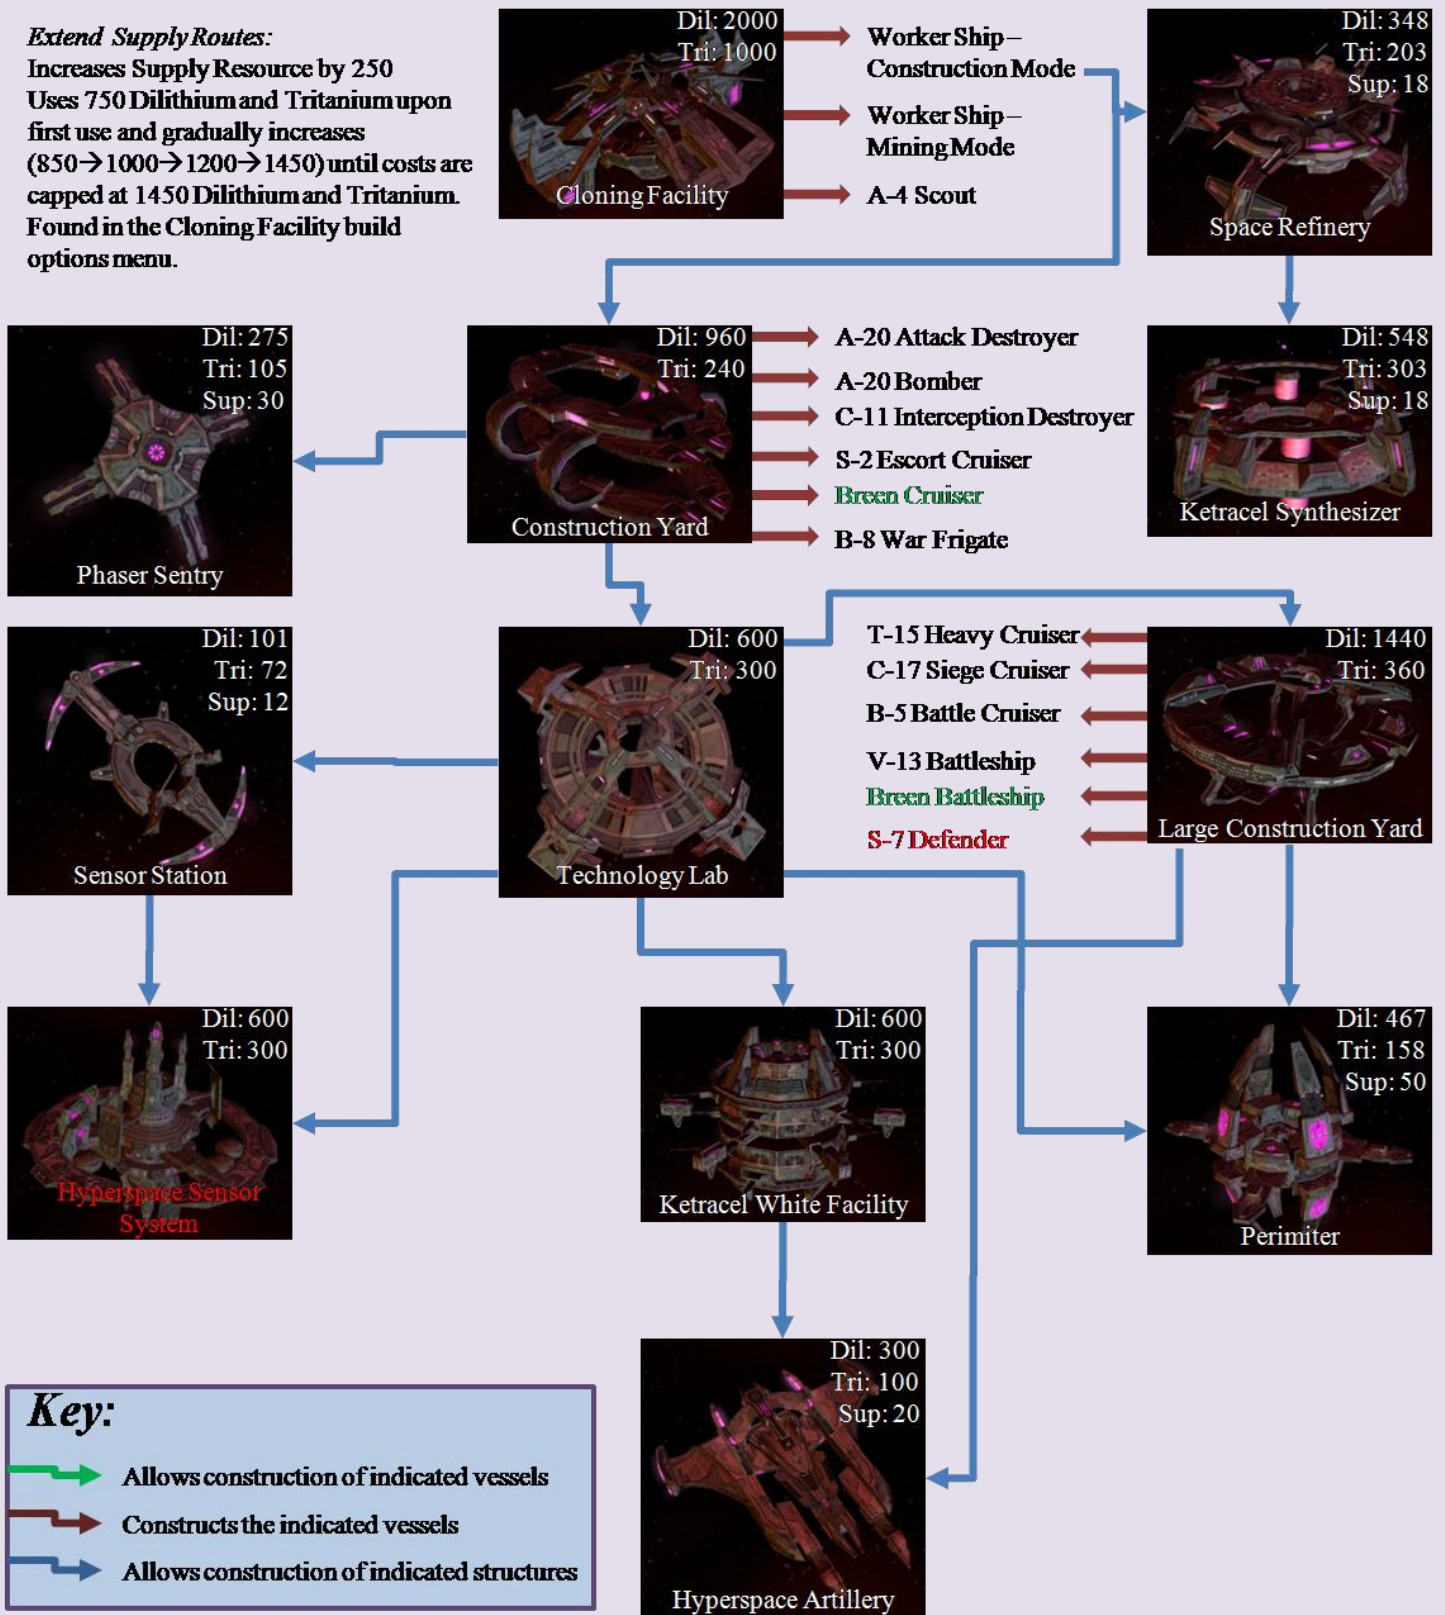 Extend Supply Routes:
Increases Supply Resource by 250
Uses 750 Dilithium and Tritanium upon
first use and gradually increases
(850→1000→1200→1450) until costs are
capped at 1450 Dilithium and Tritanium.
Found in the Cloning Facility build
options menu.
Dil: 2000
Tri: 1000
Cloning Facility
Worker Ship –
Construction Mode
Worker Ship –
Mining Mode
A-4 Scout
Dil: 348
Tri: 203
Sup: 18
Space Refinery
Dil: 275
Tri: 105
Sup: 30
Phaser Sentry
Dil: 960
Tri: 240
Construction Yard
A-20 Attack Destroyer
A-20 Bomber
C-11 Interception Destroyer
S-2 Escort Cruiser
Breen Cruiser
B-8 War Frigate
Dil: 548
Tri: 303
Sup: 18
Ketracel Synthesizer
Dil: 101
Tri: 72
Sup: 12
Sensor Station
Dil: 600
Tri: 300
Technology Lab
T-15 Heavy Cruiser
C-17 Siege Cruiser
B-5 Battle Cruiser
V-13 Battleship
Breen Battleship
S-7 Defender
Dil: 1440
Tri: 360
Large Construction Yard
Dil: 600
Tri: 300
Hyperspace Sensor
System
Dil: 600
Tri: 300
Ketracel White Facility
Dil: 467
Tri: 158
Sup: 50
Perimiter
Dil: 300
Tri: 100
Sup: 20
Hyperspace Artillery
Key:
Allows construction of indicated vessels
Constructs the indicated vessels
Allows construction of indicated structures